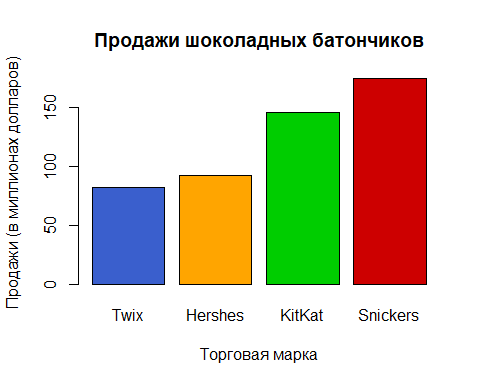 Продажи шоколадных батончиков
Продажи (в миллионах долларов)
150
100
50
0
Twix Hershes KitKat Snickers
Торговая марка